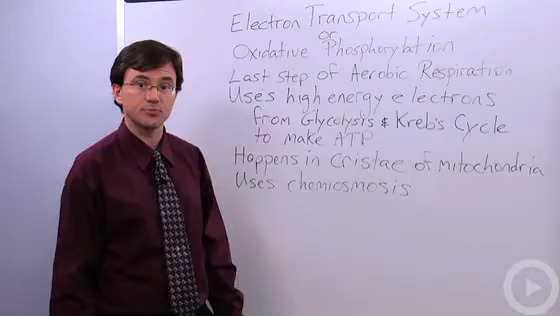 Electron Transport System
or
Oxidative Phosphorylation
Last step of Aerobic Respiration
Uses high energy electrons
from Glycolysis & Kreb's Cycle
to make ATP
Happens in Cristae of mitochondria
Uses chemiosmosis